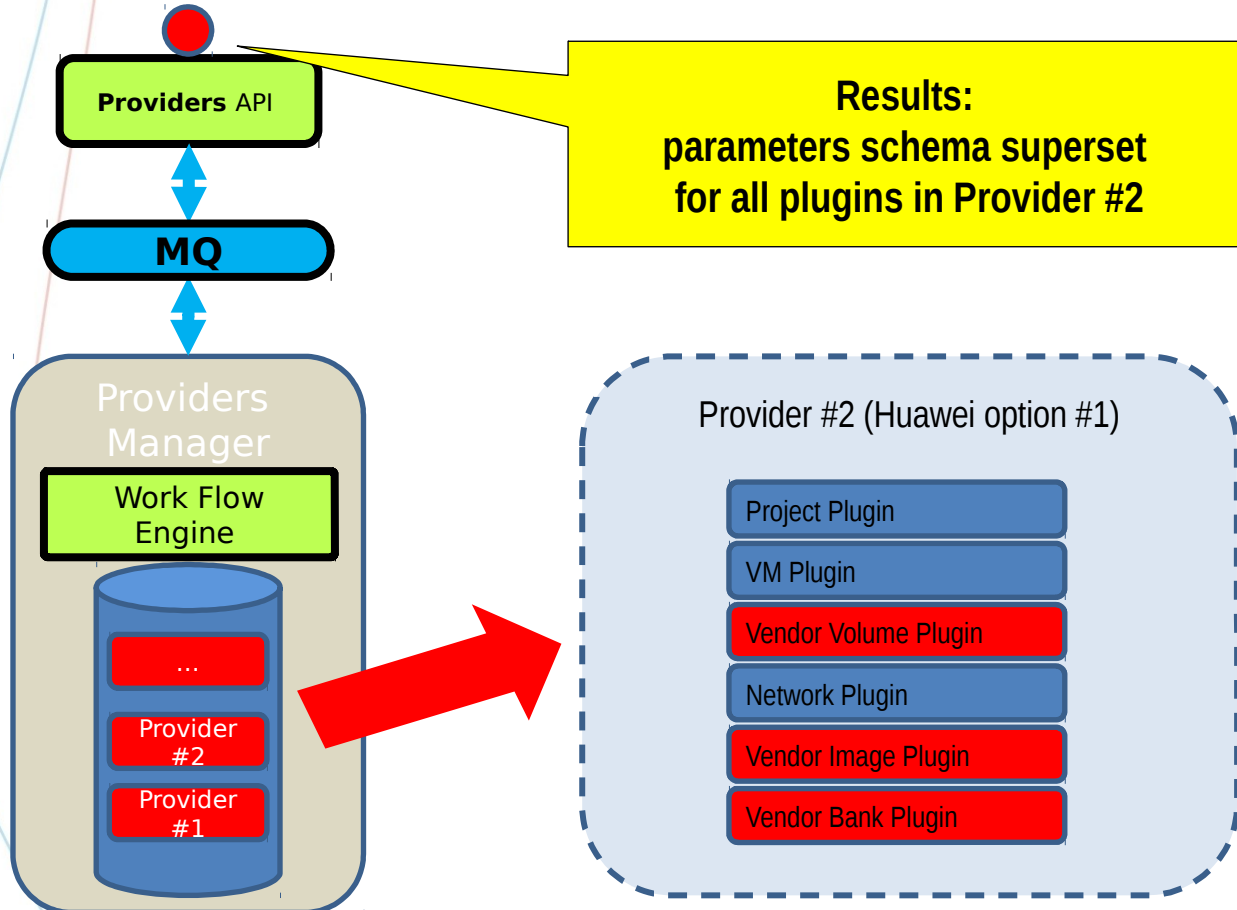 Providers API
Results:
parameters schema superset
for all plugins in Provider #2
MQ
Providers
Manager
Work Flow
Engine
...
Provider
#2
Provider
#1
Provider #2 (Huawei option #1)
Project Plugin
VM Plugin
Vendor Volume Plugin
Network Plugin
Vendor Image Plugin
Vendor Bank Plugin